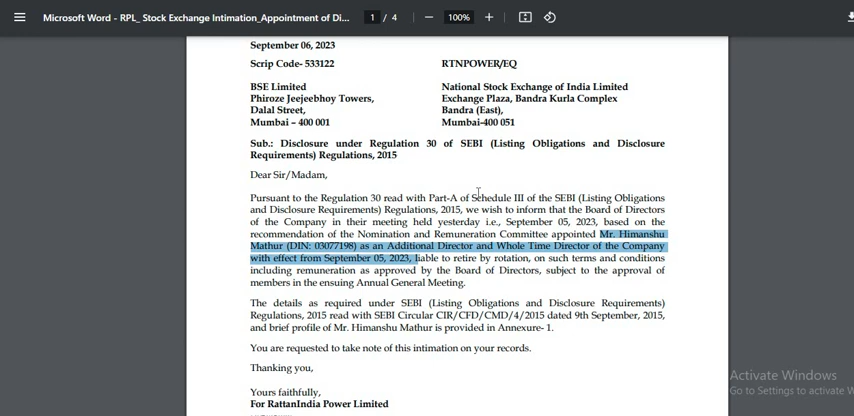 Microsoft Word - RPL_ Stock Exchange Intimation_Appointment of Di...
1 / 4
100%
September 06, 2023
Scrip Code- 533122 RTNPOWER/EQ
BSE Limited National Stock Exchange of India Limited
Phiroze Jeejeebhoy Towers, Exchange Plaza, Bandra Kurla Complex
Dalal Street, Bandra (East),
Mumbai – 400 001 Mumbai-400 051
Sub.: Disclosure under Regulation 30 of SEBI (Listing Obligations and Disclosure
Requirements) Regulations, 2015
Dear Sir/Madam,
Pursuant to the Regulation 30 read with Part-A of Schedule III of the SEBI (Listing Obligations
and Disclosure Requirements) Regulations, 2015, we wish to inform that the Board of Directors
of the Company in their meeting held yesterday i.e., September 05, 2023, based on the
recommendation of the Nomination and Remuneration Committee appointed Mr. Himanshu
Mathur (DIN: 03077198) as an Additional Director and Whole Time Director of the Company
with effect from September 05, 2023, liable to retire by rotation, on such terms and conditions
including remuneration as approved by the Board of Directors, subject to the approval of
members in the ensuing Annual General Meeting.
The details as required under SEBI (Listing Obligations and Disclosure Requirements)
Regulations, 2015 read with SEBI Circular CIR/CFD/CMD/4/2015 dated 9th September, 2015,
and brief profile of Mr. Himanshu Mathur is provided in Annexure- 1.
You are requested to take note of this intimation on your records.
Thanking you,
Yours faithfully,
For RattanIndia Power Limited
Activate Windows
Go to Settings to activate W